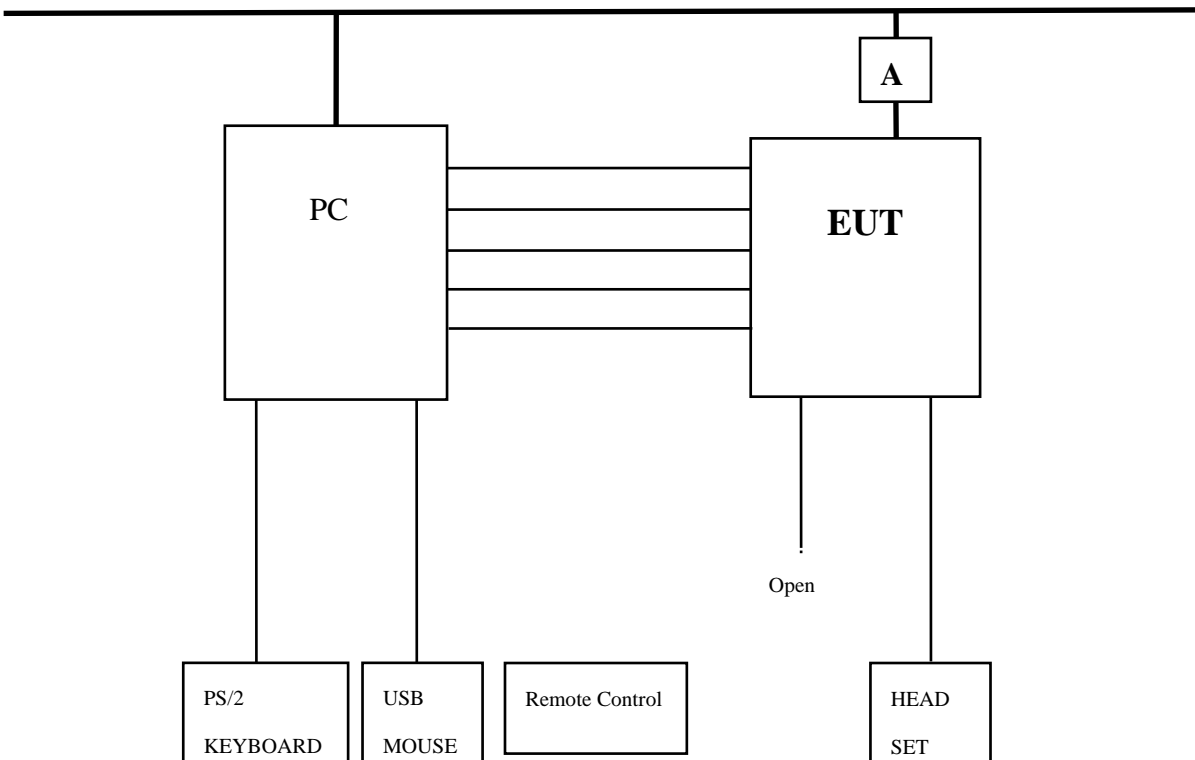 A
PC
EUT
Open
PS/2
KEYBOARD
USB
MOUSE
Remote Control
HEAD
SET